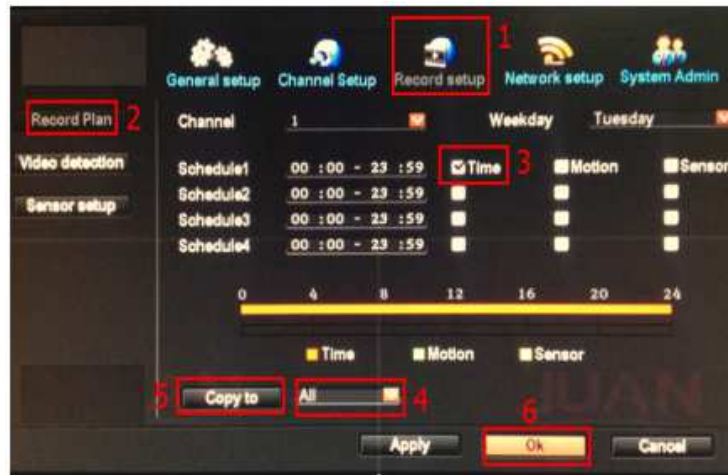 1
General setup Channel Setup Record setup Network setup System Admin
Record Plan 2 Channel 1 Weekday Tuesday
Video detection Schedule1 00 :00 - 23 :59 Time 3 Motion Sensor
Sensor setup Schedule2 00 :00 - 23 :59
Schedule3 00 :00 - 23 :59
Schedule4 00 :00 - 23 :59
0 4 8 12 16 20 24
Time Motion Sensor
5 Copy to All 4 JUAN
6
Apply Ok Cancel